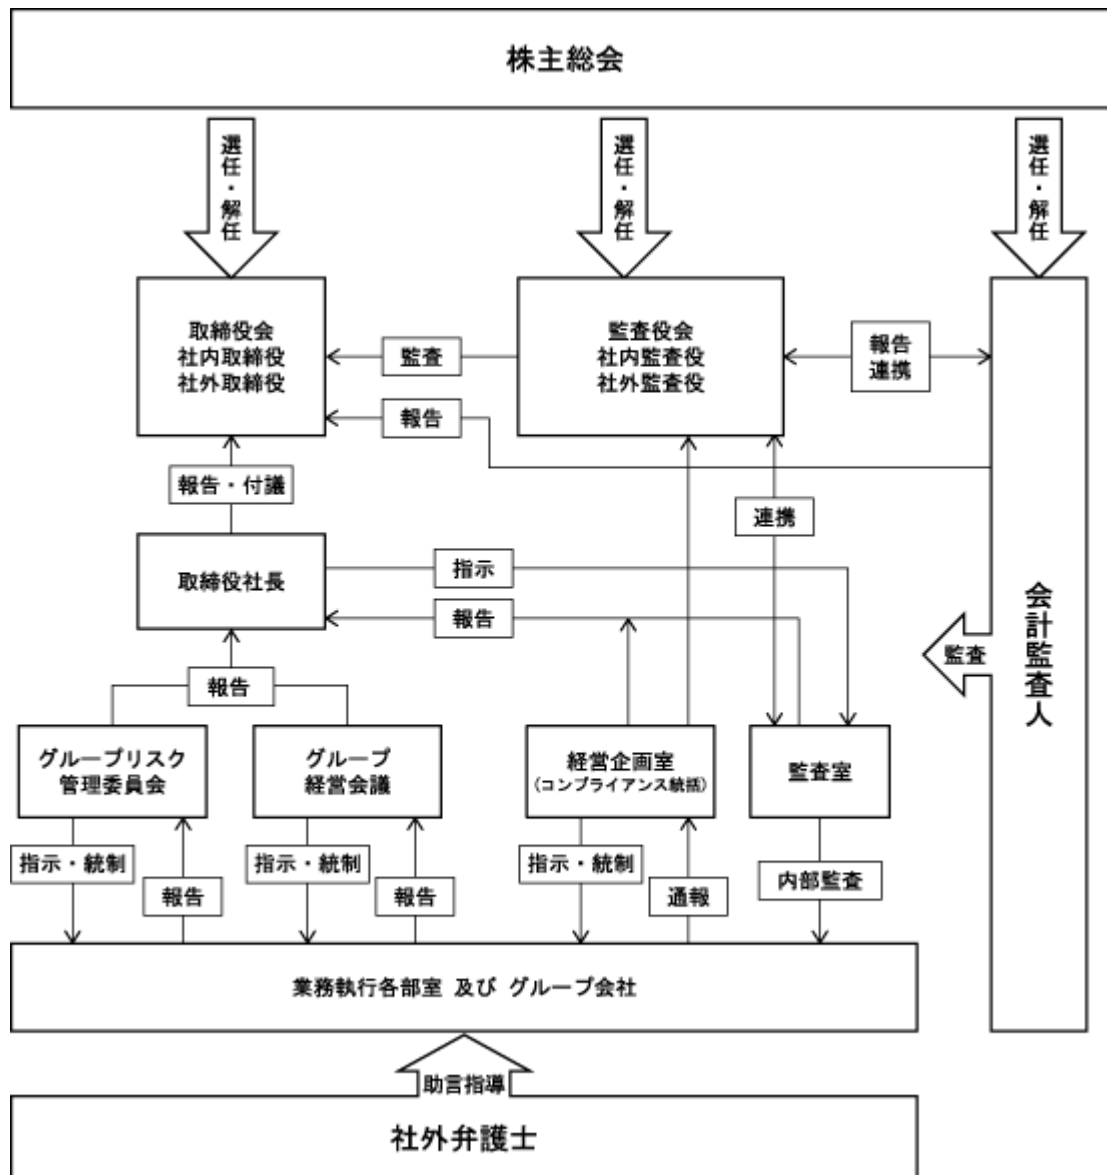 株主総会
選任・解任
選任・解任
選任・解任
取締役会
社内取締役
社外取締役
監査
監査役会
社内監査役
社外監査役
報告
連携
報告
報告・付議
連携
取締役社長
指示
報告
会計監査人
監査
報告
グループリスク
管理委員会
グループ
経営会議
経営企画室
(コンプライアンス統括)
監査室
指示・統制
報告
指示・統制
報告
指示・統制
通報
内部監査
業務執行各部室 及び グループ会社
助言指導
社外弁護士